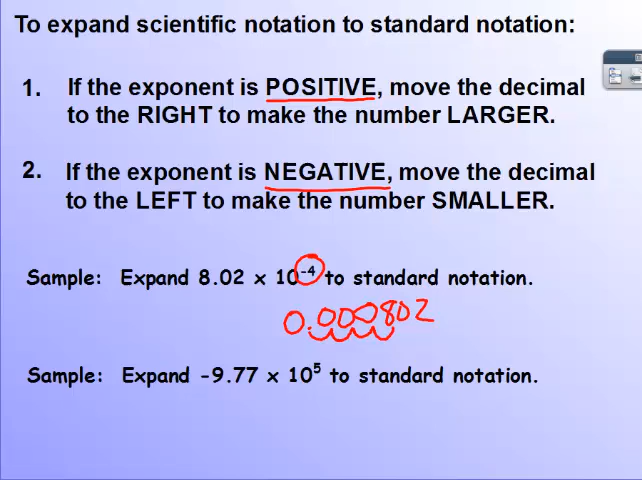 To expand scientific notation to standard notation:
1. If the exponent is POSITIVE, move the decimal
to the RIGHT to make the number LARGER.
2. If the exponent is NEGATIVE, move the decimal
to the LEFT to make the number SMALLER.
Sample: Expand 8.02 x 10⁻⁴ to standard notation.
0.000802
Sample: Expand -9.77 x 10⁵ to standard notation.